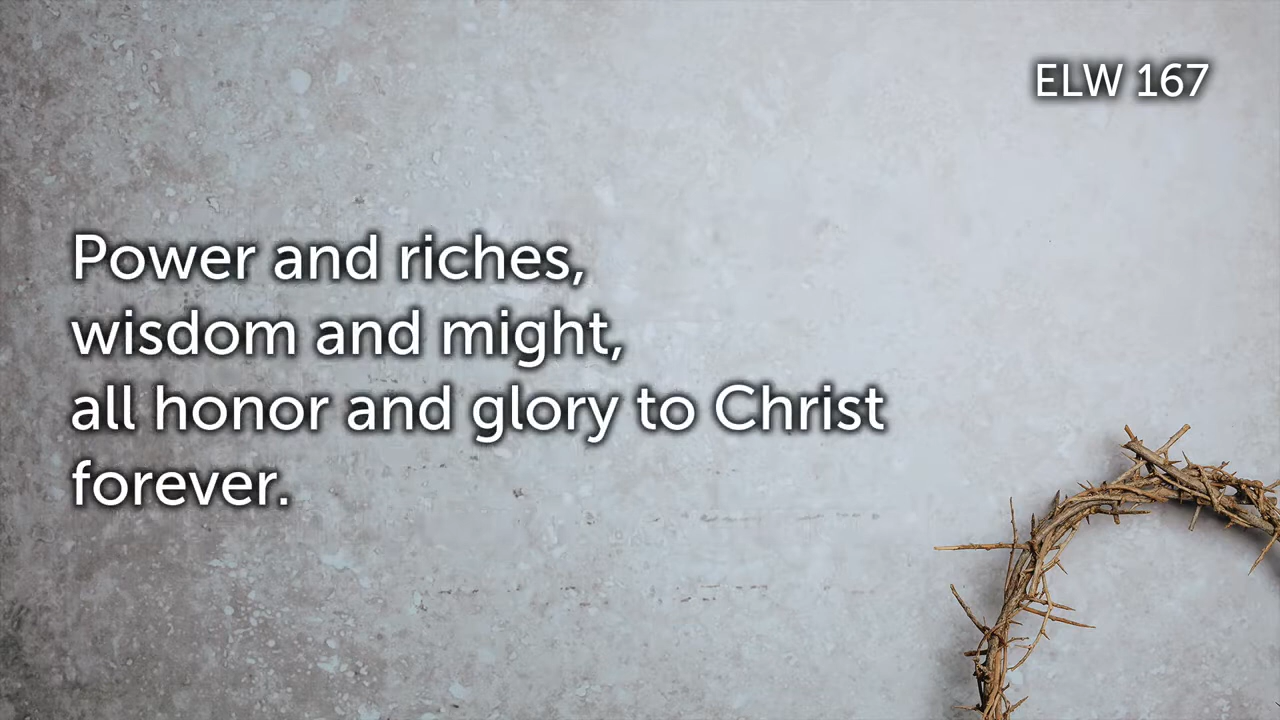 ELW 167
Power and riches,
wisdom and might,
all honor and glory to Christ
forever.